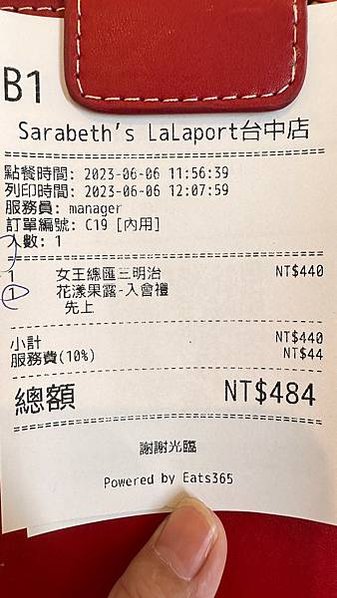 B1
Sarabeth's LaLaport台中店
點餐時間: 2023-06-06 11:56:39
列印時間: 2023-06-06 12:07:59
服務員: manager
訂單編號: C19 [內用]
人數: 1
1 女王總匯三明治 NT$440
1 花漾果露-入會禮
先上
小計 NT$440
服務費(10%) NT$44
總額 NT$484
謝謝光臨
Powered by Eats365